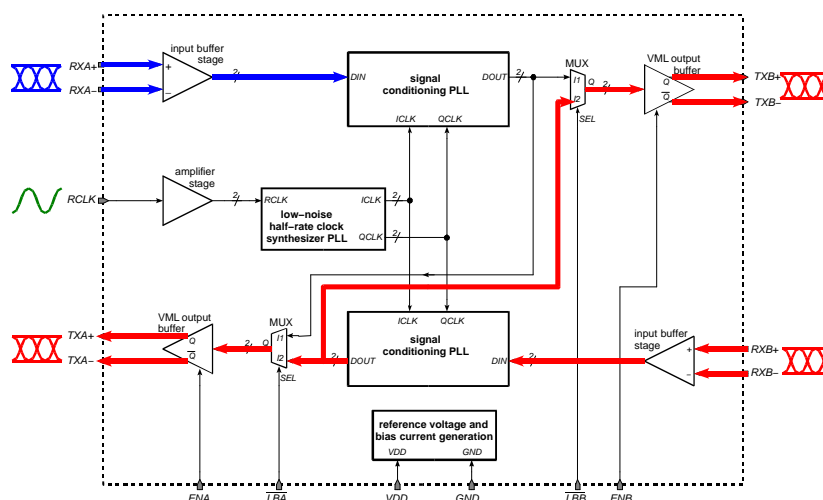 RXA+
RXA−
input buffer
stage
+
−
2
DIN
signal
conditioning PLL
DOUT
ICLK
QCLK
2
MUX
I1
I2
Q
SEL
2
VML output
buffer
Q
Q
TXB+
TXB−
RCLK
amplifier
stage
2
RCLK
ICLK
low−noise
half−rate clock
synthesizer PLL
QCLK
2
2
TXA+
TXA−
VML output
buffer
Q
Q
2
Q
MUX
I1
I2
SEL
2
ICLK
QCLK
signal
conditioning PLL
DOUT
DIN
2
input buffer
stage
+
−
RXB+
RXB−
reference voltage and
bias current generation
VDD
GND
ENA
LBA
VDD
GND
LBB
ENB